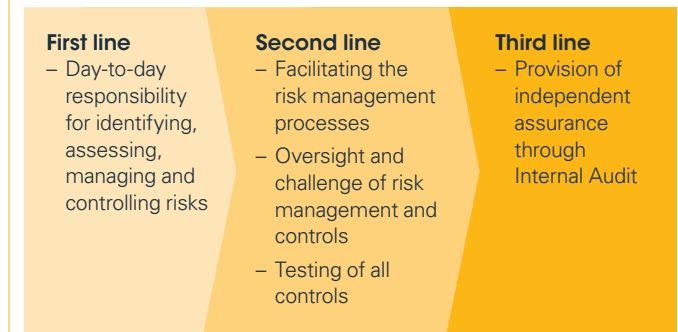 First line
– Day-to-day
responsibility
for identifying,
assessing,
managing and
controlling risks
Second line
– Facilitating the
risk management
processes
– Oversight and
challenge of risk
management and
controls
– Testing of all
controls
Third line
– Provision of
independent
assurance
through
Internal Audit